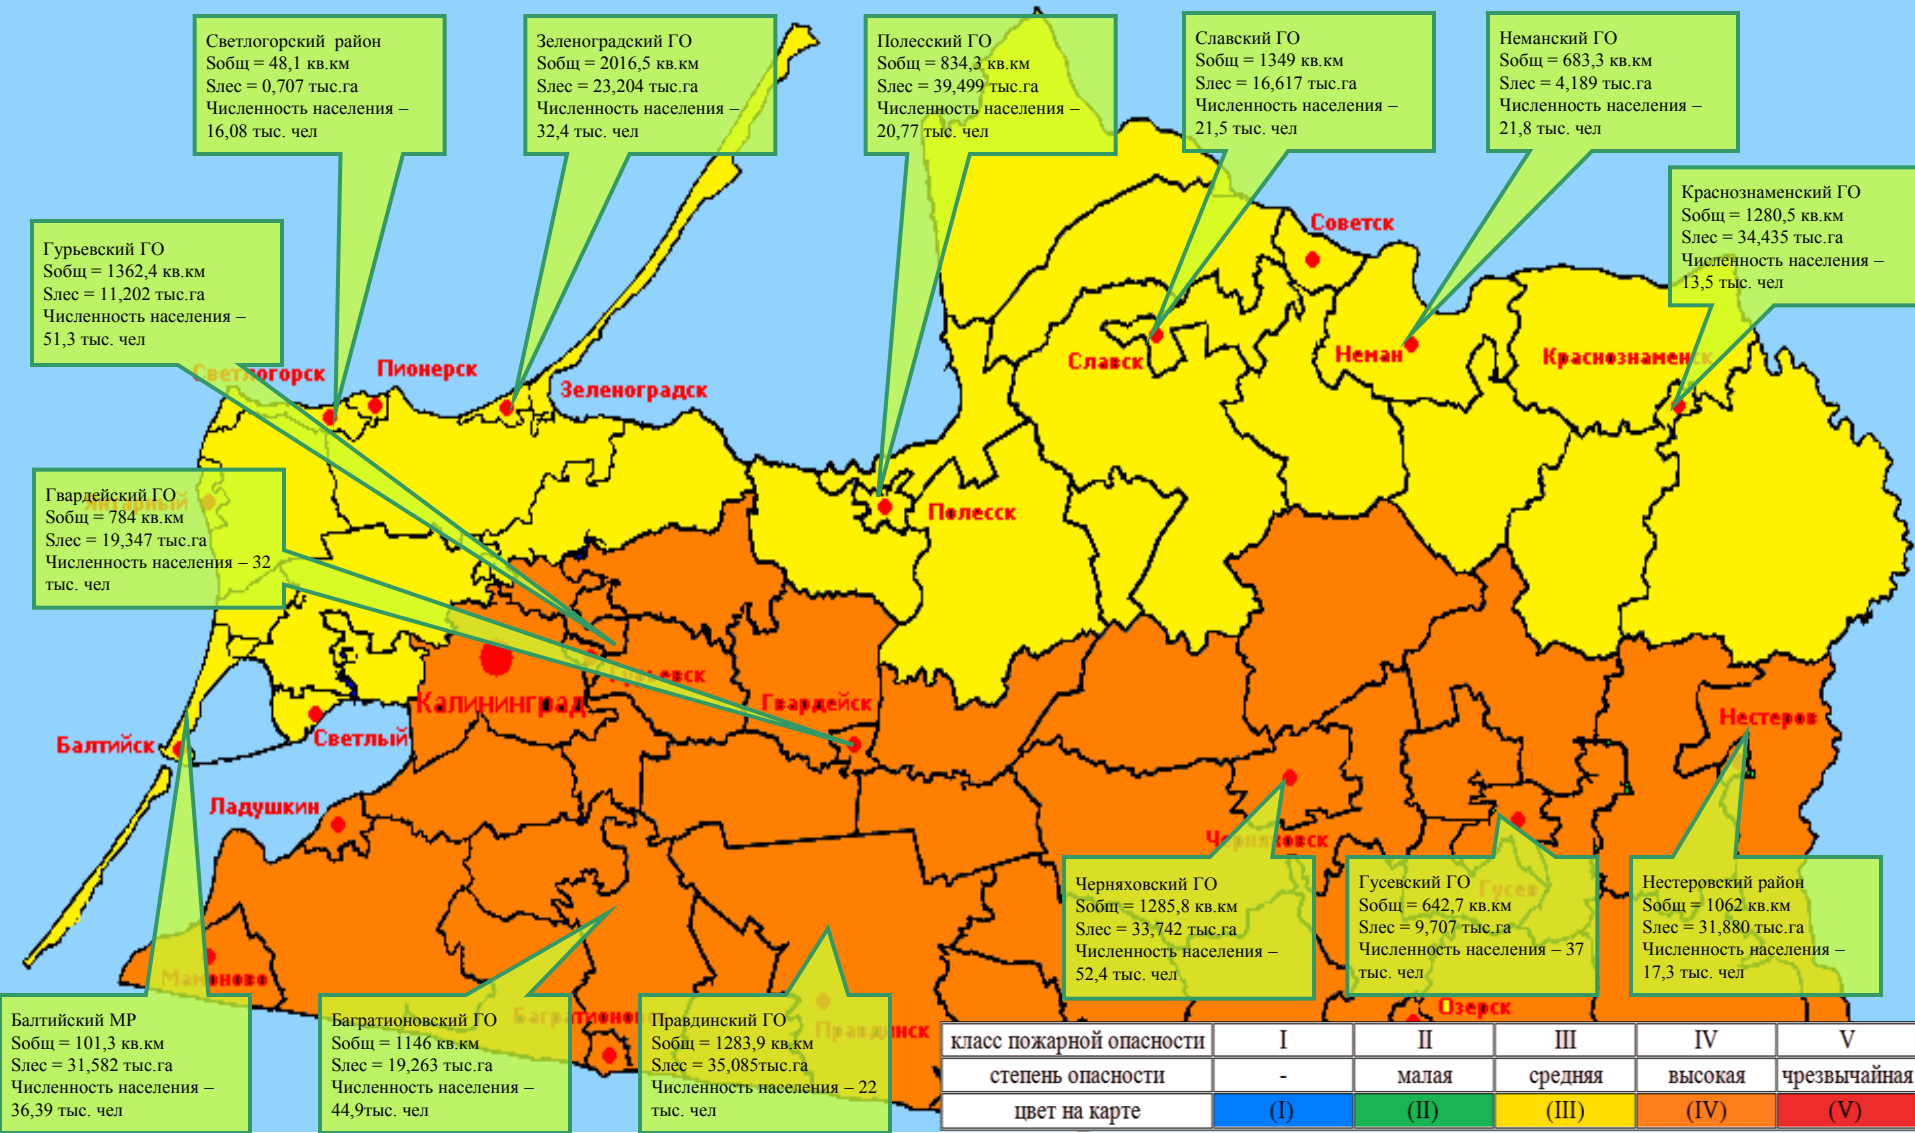 Светлогорский район
Sобщ = 48,1 кв.км
Sлес = 0,707 тыс.га
Численность населения –
16,08 тыс. чел
Зеленоградский ГО
Sобщ = 2016,5 кв.км
Sлес = 23,204 тыс.га
Численность населения –
32,4 тыс. чел
Полесский ГО
Sобщ = 834,3 кв.км
Sлес = 39,499 тыс.га
Численность населения –
20,77 тыс. чел
Славский ГО
Sобщ = 1349 кв.км
Sлес = 16,617 тыс.га
Численность населения –
21,5 тыс. чел
Неманский ГО
Sобщ = 683,3 кв.км
Sлес = 4,189 тыс.га
Численность населения –
21,8 тыс. чел
Краснознаменский ГО
Sобщ = 1280,5 кв.км
Sлес = 34,435 тыс.га
Численность населения –
13,5 тыс. чел
Гурьевский ГО
Sобщ = 1362,4 кв.км
Sлес = 11,202 тыс.га
Численность населения –
51,3 тыс. чел
Советск
Славск
Неман
Краснознаменск
Светлогорск
Пионерск
Зеленоградск
Гвардейский ГО
Sобщ = 784 кв.км
Sлес = 19,347 тыс.га
Численность населения – 32
тыс. чел
Янтарный
Полесск
Гурьевск
Калининград
Гвардейск
Нестеров
Балтийск
Светлый
Ладушкин
Черняховск
Гусев
Мамоново
Багратионовск
Правдинск
Озерск
Черняховский ГО
Sобщ = 1285,8 кв.км
Sлес = 33,742 тыс.га
Численность населения –
52,4 тыс. чел
Гусевский ГО
Sобщ = 642,7 кв.км
Sлес = 9,707 тыс.га
Численность населения – 37
тыс. чел
Нестеровский район
Sобщ = 1062 кв.км
Sлес = 31,880 тыс.га
Численность населения –
17,3 тыс. чел
Балтийский МР
Sобщ = 101,3 кв.км
Sлес = 31,582 тыс.га
Численность населения –
36,39 тыс. чел
Багратионовский ГО
Sобщ = 1146 кв.км
Sлес = 19,263 тыс.га
Численность населения –
44,9тыс. чел
Правдинский ГО
Sобщ = 1283,9 кв.км
Sлес = 35,085тыс.га
Численность населения – 22
тыс. чел
класс пожарной опасности I II III IV V
степень опасности - малая средняя высокая чрезвычайная
цвет на карте (I) (II) (III) (IV) (V)